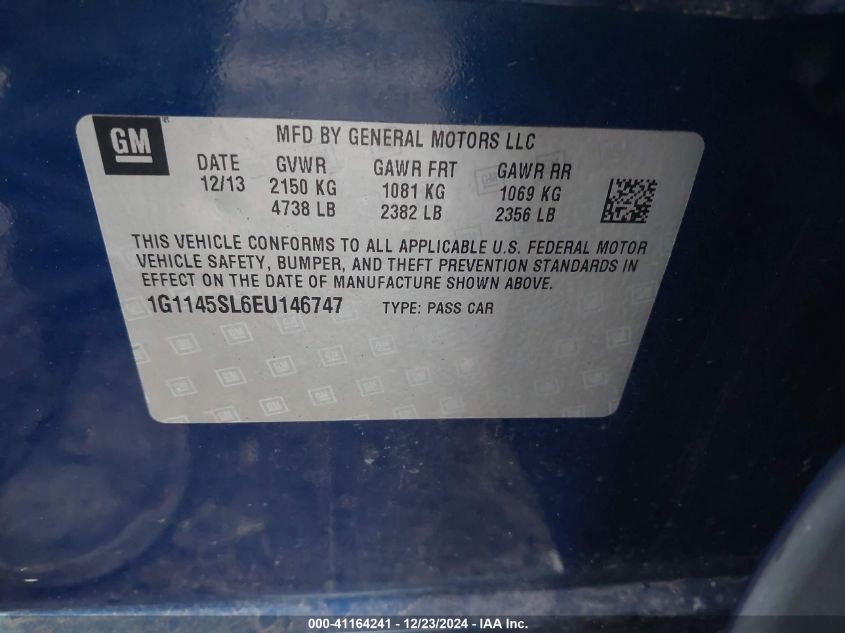 GM
MFD BY GENERAL MOTORS LLC
DATE GVWR GAWR FRT GAWR RR
12/13 2150 KG 1081 KG 1069 KG
4738 LB 2382 LB 2356 LB
THIS VEHICLE CONFORMS TO ALL APPLICABLE U.S. FEDERAL MOTOR
VEHICLE SAFETY, BUMPER, AND THEFT PREVENTION STANDARDS IN
EFFECT ON THE DATE OF MANUFACTURE SHOWN ABOVE.
1G1145SL6EU146747 TYPE: PASS CAR
000-41164241 - 12/23/2024 - IAA Inc.